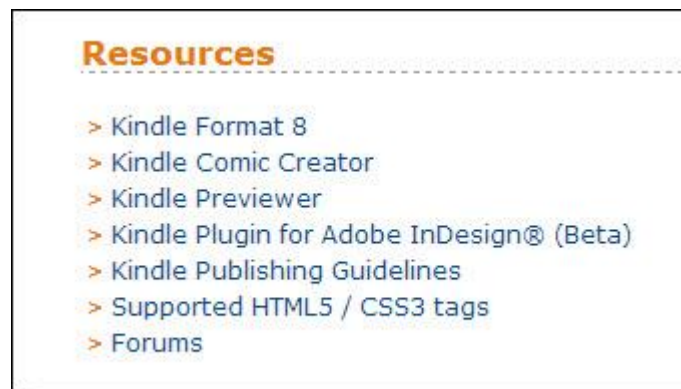 Resources
> Kindle Format 8
> Kindle Comic Creator
> Kindle Previewer
> Kindle Plugin for Adobe InDesign® (Beta)
> Kindle Publishing Guidelines
> Supported HTML5 / CSS3 tags
> Forums